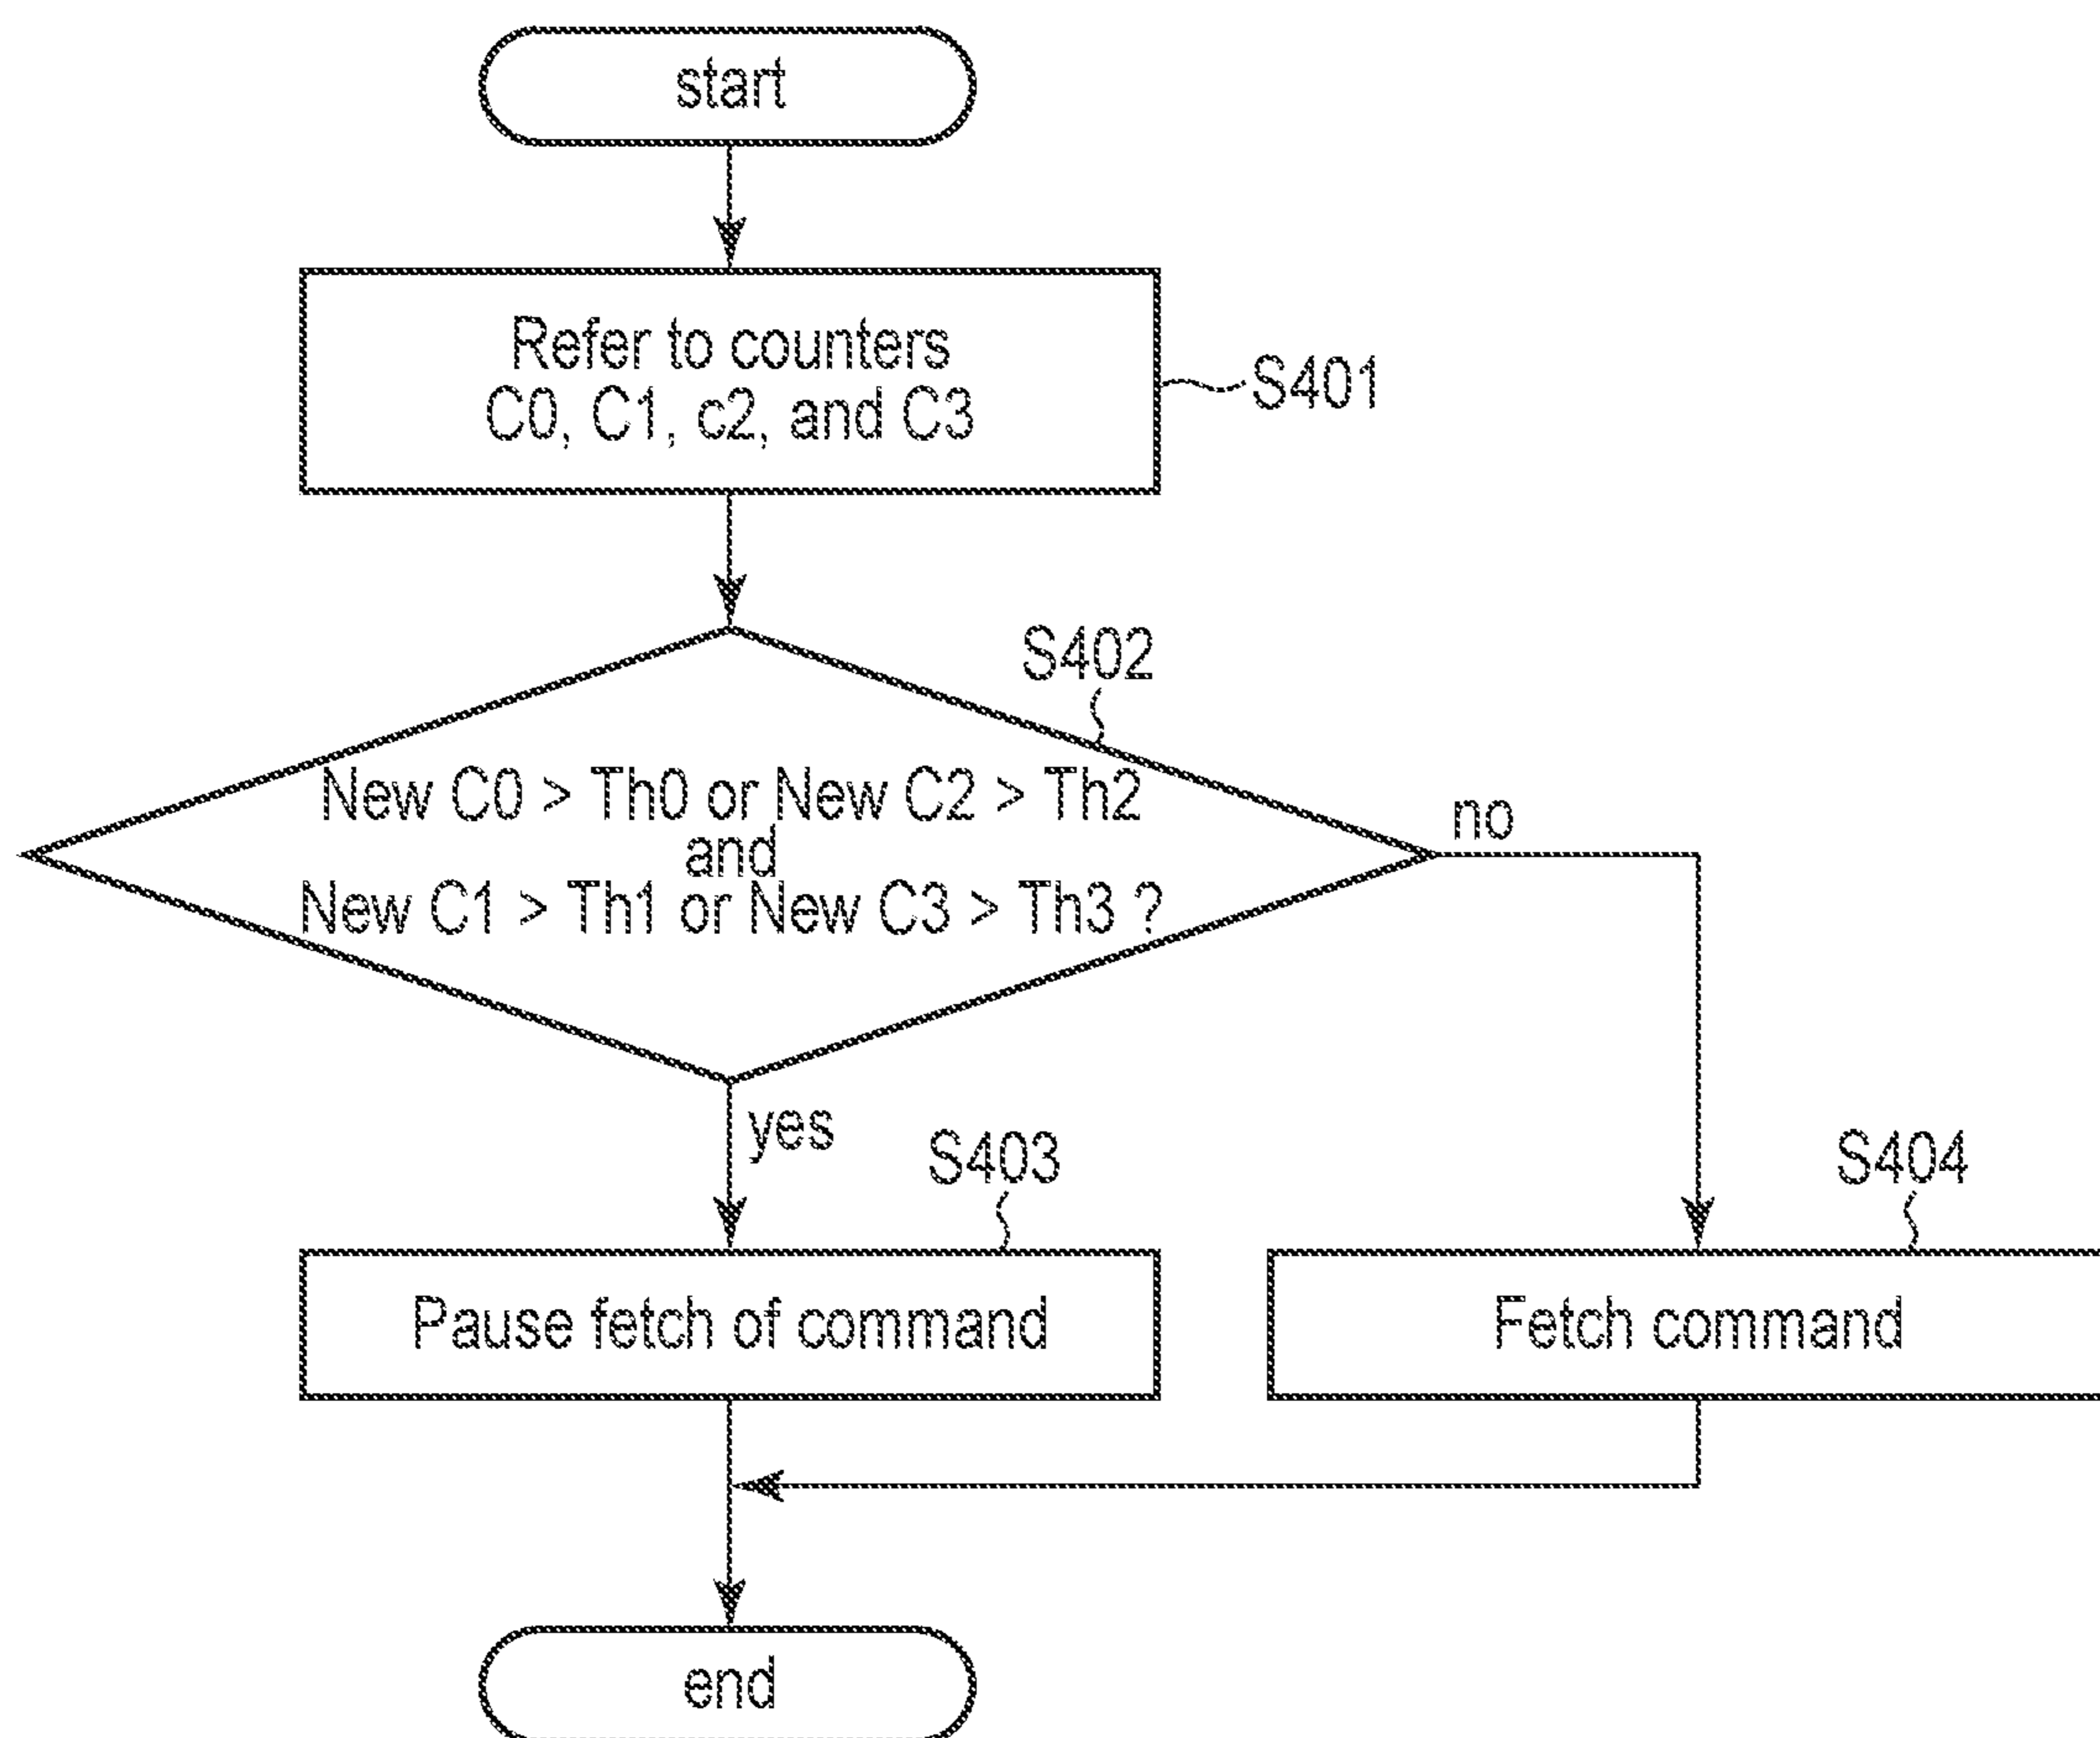 start
Refer to counters
C0, C1, c2, and C3
S401
S402
New C0 > Th0 or New C2 > Th2
and
New C1 > Th1 or New C3 > Th3 ?
no
yes
S403
S404
Pause fetch of command
Fetch command
end